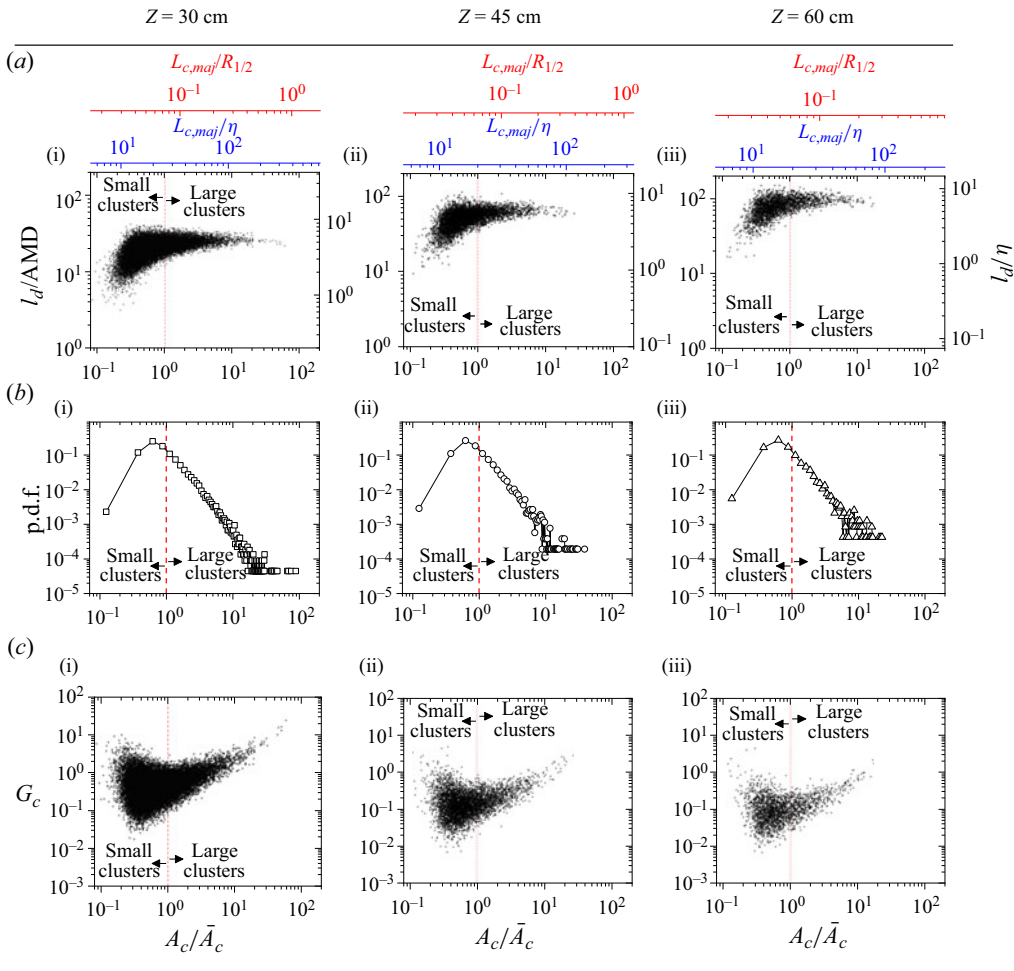 Z = 30 cm Z = 45 cm Z = 60 cm
(a)
L_{c,maj}/R_{1/2} L_{c,maj}/R_{1/2} L_{c,maj}/R_{1/2}
10^{-1} 10^{0} 10^{-1} 10^{0} 10^{-1}
L_{c,maj}/η L_{c,maj}/η L_{c,maj}/η
(i) 10^{1} 10^{2} (ii) 10^{1} 10^{2} (iii) 10^{1} 10^{2}
l_d/AMD
10^{2}
10^{1}
10^{0}
Small clusters
Large clusters
10^{1}
10^{0}
10^{2}
10^{1}
10^{0}
Small clusters
Large clusters
10^{1}
10^{0}
10^{-1}
10^{2}
10^{1}
10^{0}
Small clusters
Large clusters
10^{1}
10^{0}
10^{-1}
l_d/η
10^{-1} 10^{0} 10^{1} 10^{2} 10^{-1} 10^{0} 10^{1} 10^{2} 10^{-1} 10^{0} 10^{1} 10^{2}
(b)
(i) (ii) (iii)
p.d.f.
10^{-1}
10^{-2}
10^{-3}
10^{-4}
10^{-5}
Small clusters
Large clusters
10^{-1}
10^{-2}
10^{-3}
10^{-4}
10^{-5}
Small clusters
Large clusters
10^{-1}
10^{-2}
10^{-3}
10^{-4}
10^{-5}
Small clusters
Large clusters
10^{-1} 10^{0} 10^{1} 10^{2} 10^{-1} 10^{0} 10^{1} 10^{2} 10^{-1} 10^{0} 10^{1} 10^{2}
(c)
(i) (ii) (iii)
G_c
10^{2}
10^{1}
10^{0}
10^{-1}
10^{-2}
10^{-3}
Small clusters
Large clusters
10^{2}
10^{1}
10^{0}
10^{-1}
10^{-2}
10^{-3}
Small clusters
Large clusters
10^{2}
10^{1}
10^{0}
10^{-1}
10^{-2}
10^{-3}
Small clusters
Large clusters
10^{-1} 10^{0} 10^{1} 10^{2} 10^{-1} 10^{0} 10^{1} 10^{2} 10^{-1} 10^{0} 10^{1} 10^{2}
A_c/Ā_c A_c/Ā_c A_c/Ā_c